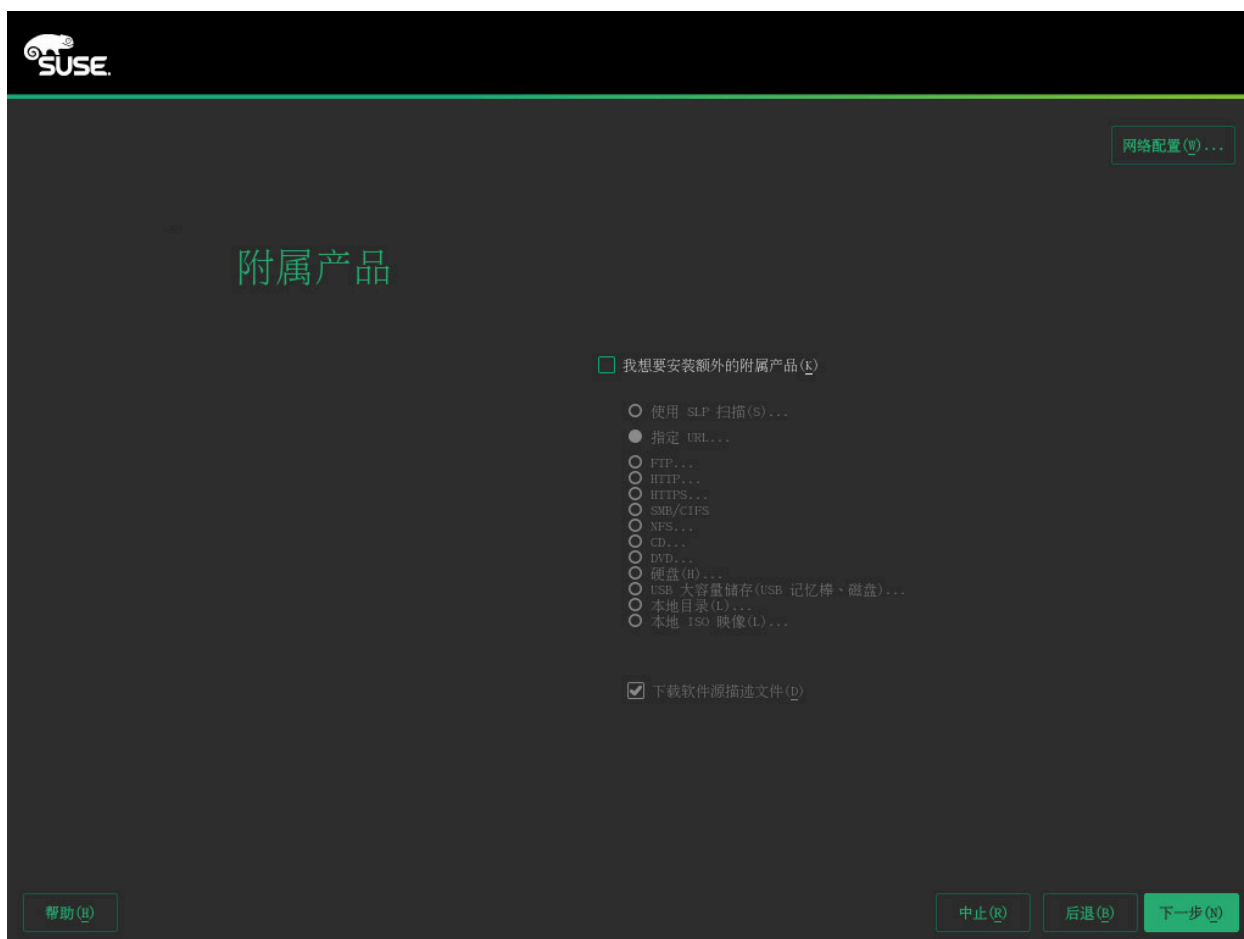 SUSE.
网络配置(W)...
附属产品
我想要安装额外的附属产品(K)
使用 SLP 扫描(S)...
指定 URL...
FTP...
HTTP...
HTTPS...
SMB/CIFS
NFS...
CD...
DVD...
硬盘(H)...
USB 大容量储存(USB 记忆棒、磁盘)...
本地目录(L)...
本地 ISO 映像(L)...
下载软件源描述文件(D)
帮助(H)
中止(R)
后退(B)
下一步(N)